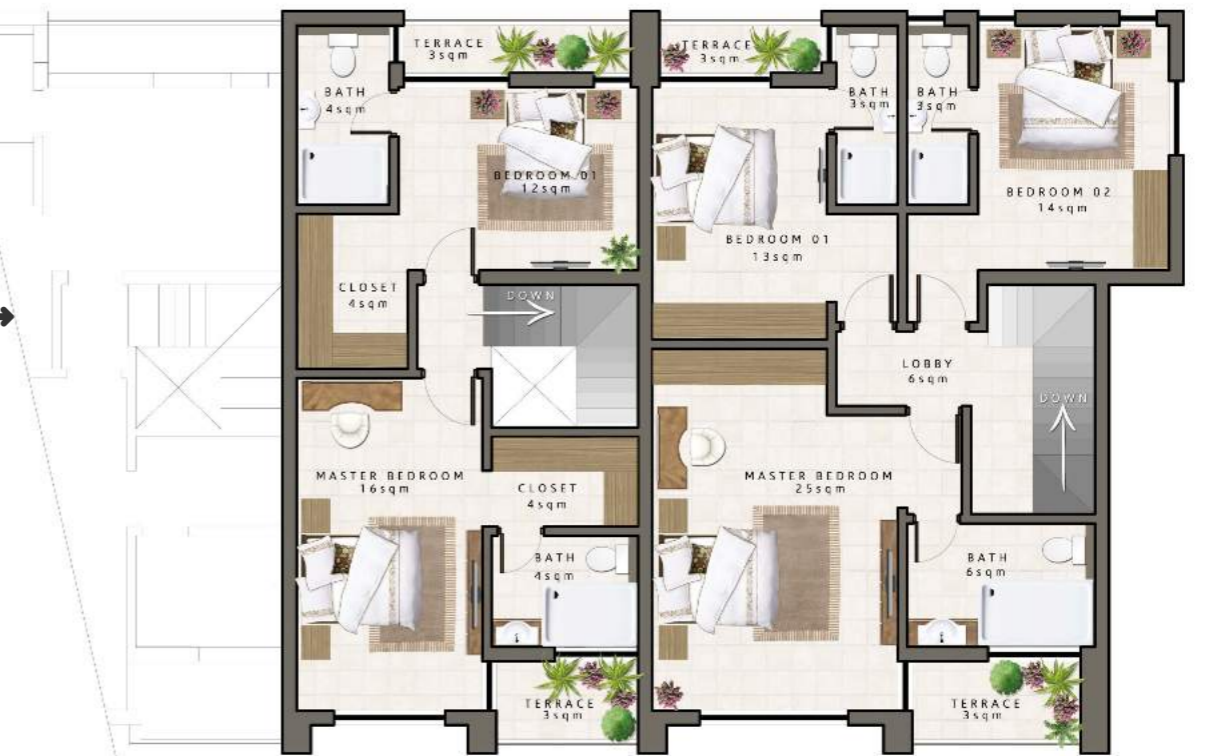 TERRACE
3sqm
TERRACE
3sqm
BATH
4sqm
BATH
3sqm
BATH
3sqm
BEDROOM 01
12sqm
BEDROOM 02
14sqm
BEDROOM 01
13sqm
CLOSET
4sqm
DOWN
LOBBY
6sqm
DOWN
MASTER BEDROOM
16sqm
CLOSET
4sqm
MASTER BEDROOM
25sqm
BATH
4sqm
BATH
6sqm
TERRACE
3sqm
TERRACE
3sqm